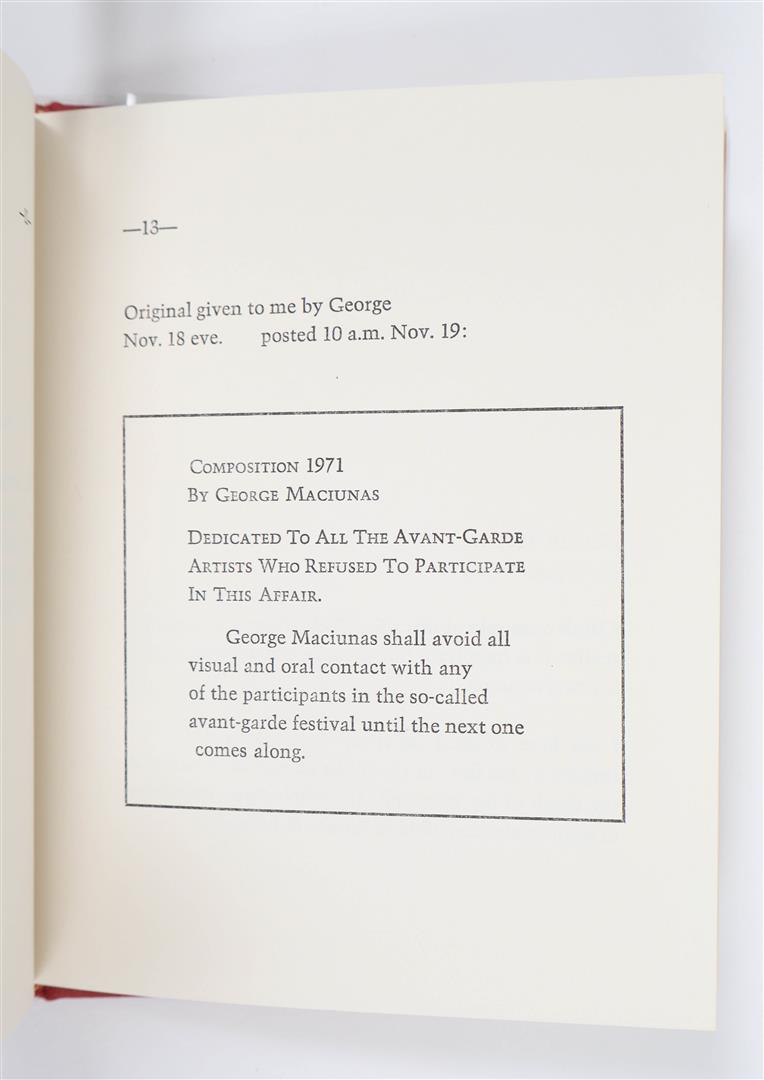 —13—
Original given to me by George
Nov. 18 eve. posted 10 a.m. Nov. 19:
COMPOSITION 1971
BY GEORGE MACIUNAS
DEDICATED TO ALL THE AVANT-GARDE
ARTISTS WHO REFUSED TO PARTICIPATE
IN THIS AFFAIR.
George Maciunas shall avoid all
visual and oral contact with any
of the participants in the so-called
avant-garde festival until the next one
comes along.